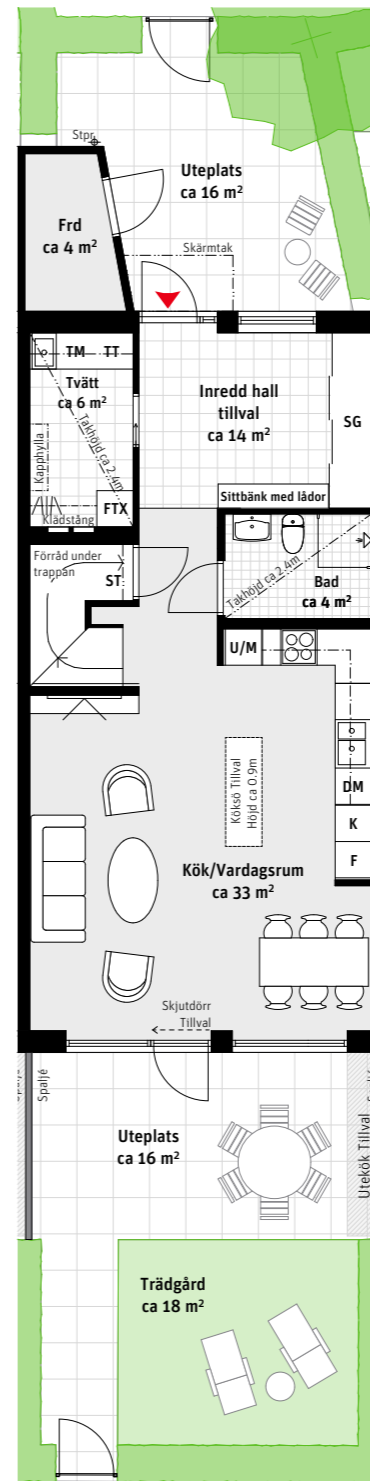 Stpr
Uteplats
ca 16 m²
Frd
ca 4 m²
Skärmtak
TM TT
Tvätt
ca 6 m²
Takhöjd ca 2.4m
Kapphylla
Klädstång
FTX
Inredd hall
tillval
ca 14 m²
SG
Sittbänk med lådor
Förråd under
trappan
ST
Takhöjd ca 2.4m
Bad
ca 4 m²
U/M
DM
K
F
Köksö Tillval
Höjd ca 0.9m
Kök/Vardagsrum
ca 33 m²
Skjutdörr
Tillval
Spaljé
Spaljé
Uteplats
ca 16 m²
Utekök Tillval
Trädgård
ca 18 m²